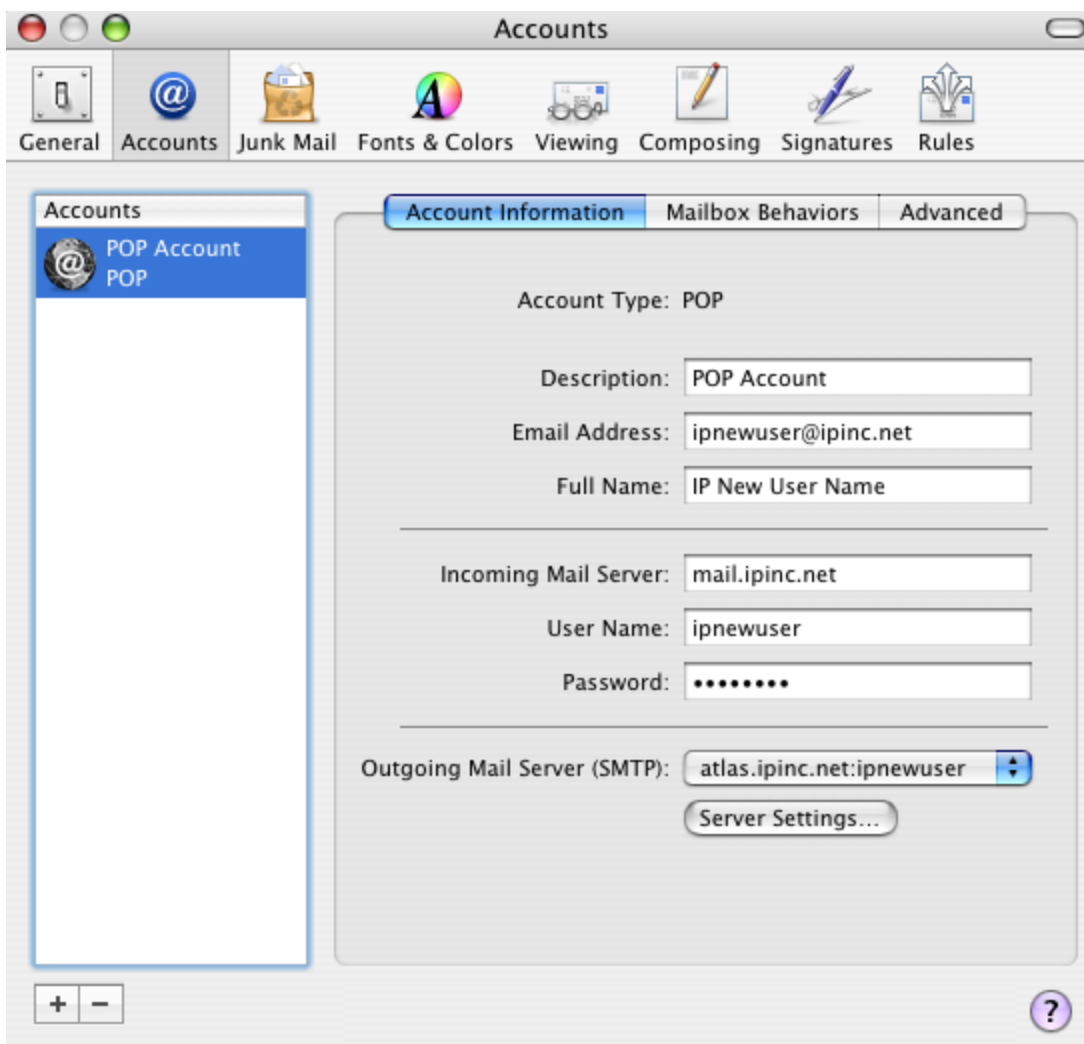 Accounts
General Accounts Junk Mail Fonts & Colors Viewing Composing Signatures Rules
Accounts
POP Account
POP
Account Information Mailbox Behaviors Advanced
Account Type: POP
Description: POP Account
Email Address: ipnewuser@ipinc.net
Full Name: IP New User Name
Incoming Mail Server: mail.ipinc.net
User Name: ipnewuser
Password: ••••••••
Outgoing Mail Server (SMTP): atlas.ipinc.net:ipnewuser
Server Settings...
+ − ?